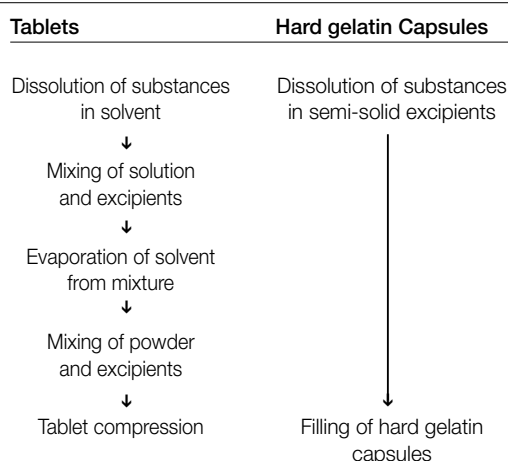 Tablets
Hard gelatin Capsules
Dissolution of substances
in solvent
Mixing of solution
and excipients
Evaporation of solvent
from mixture
Mixing of powder
and excipients
Tablet compression
Dissolution of substances
in semi-solid excipients
Filling of hard gelatin
capsules